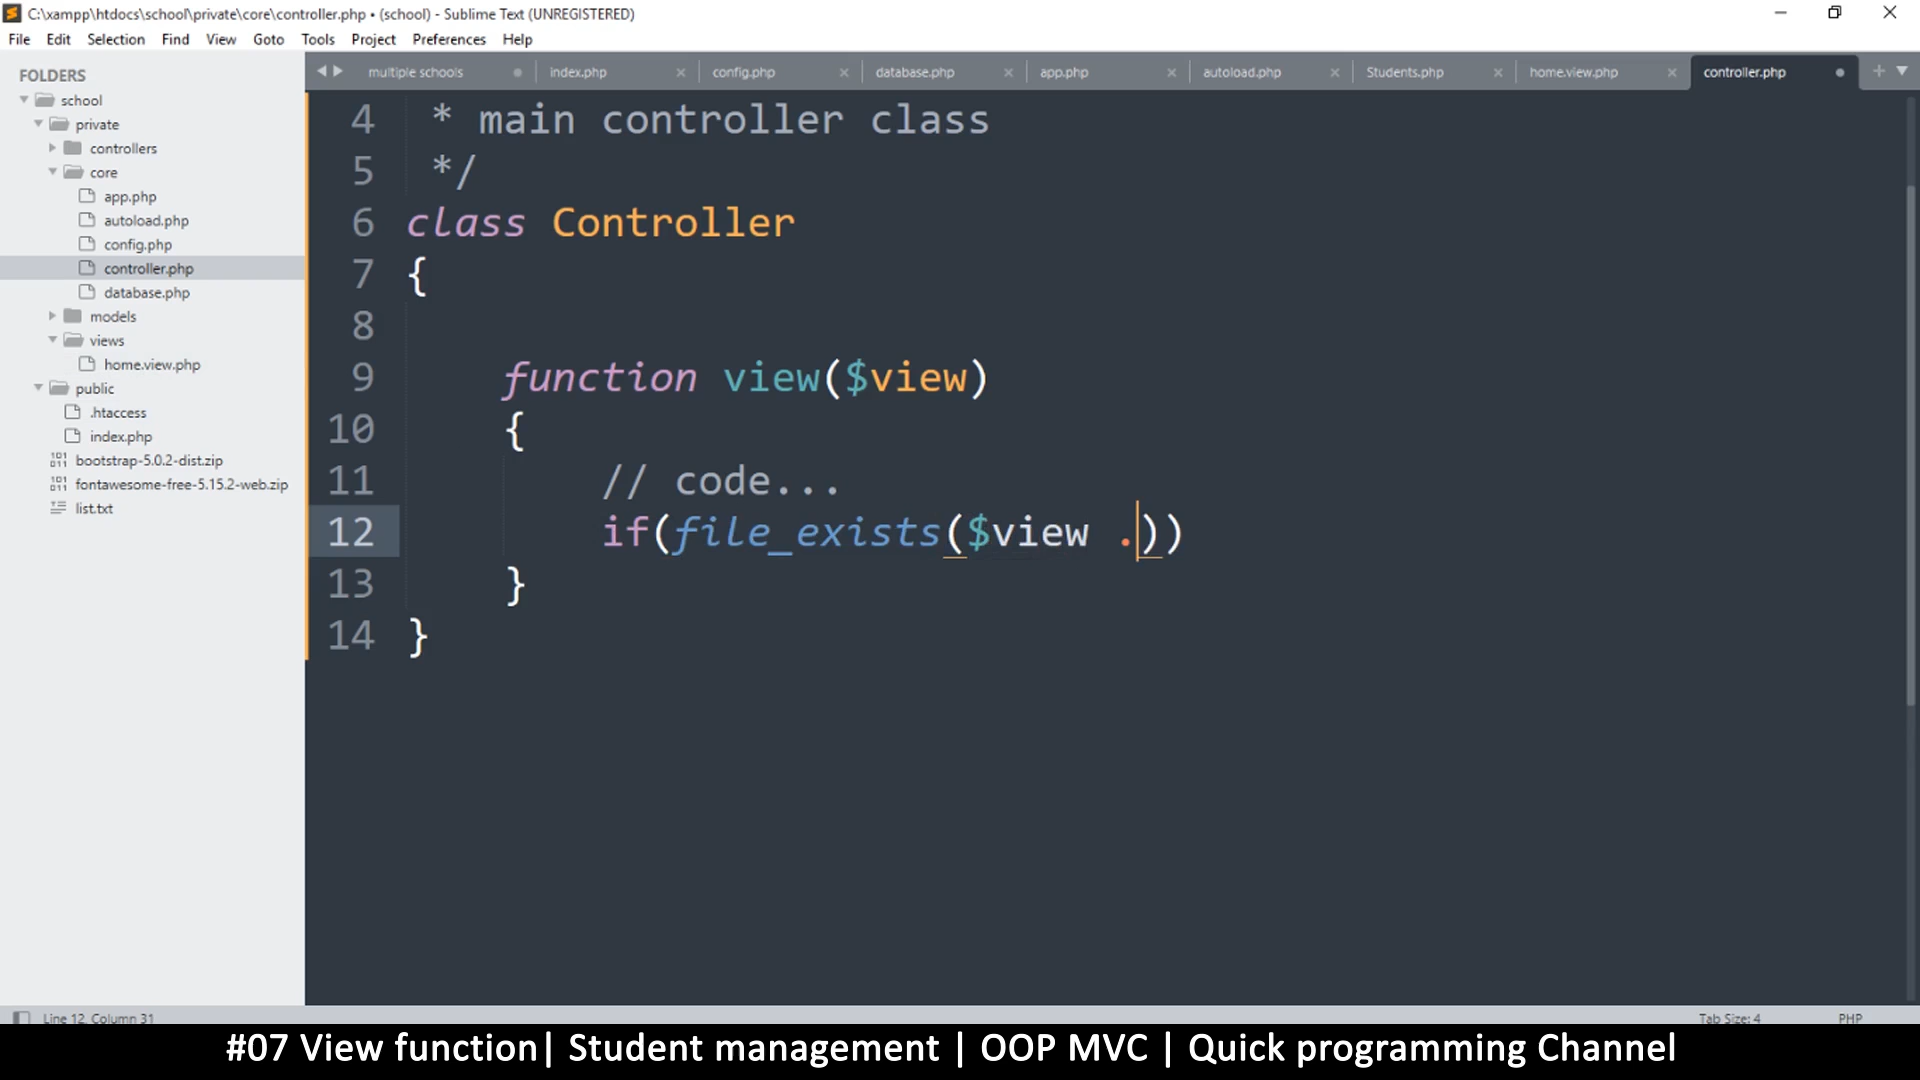 C:\xampp\htdocs\school\private\core\controller.php • (school) - Sublime Text (UNREGISTERED)
File Edit Selection Find View Goto Tools Project Preferences Help
FOLDERS
school
private
controllers
core
app.php
autoload.php
config.php
controller.php
database.php
models
views
home.view.php
public
.htaccess
index.php
bootstrap-5.0.2-dist.zip
fontawesome-free-5.15.2-web.zip
list.txt
multiple schools index.php config.php database.php app.php autoload.php Students.php home.view.php controller.php
4 * main controller class
5 */
6 class Controller
7 {
8
9 function view($view)
10 {
11 // code...
12 if(file_exists($view .))
13 }
14 }
Line 12, Column 31 Tab Size: 4 PHP
#07 View function| Student management | OOP MVC | Quick programming Channel